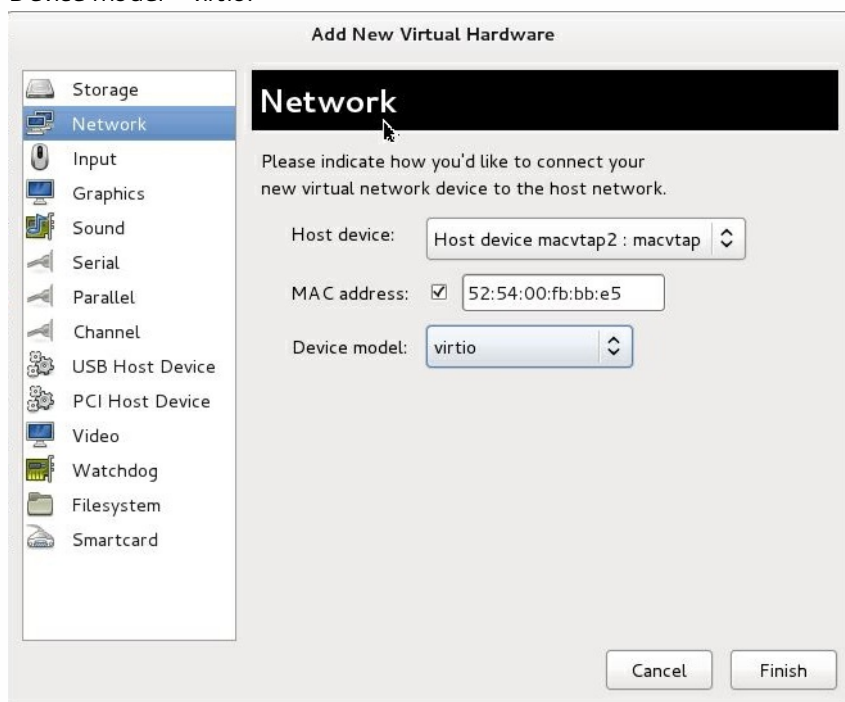 Add New Virtual Hardware
Storage
Network
Input
Graphics
Sound
Serial
Parallel
Channel
USB Host Device
PCI Host Device
Video
Watchdog
Filesystem
Smartcard
Network
Please indicate how you'd like to connect your
new virtual network device to the host network.
Host device: Host device macvtap2 : macvtap
MAC address: 52:54:00:fb:bb:e5
Device model: virtio
Cancel Finish